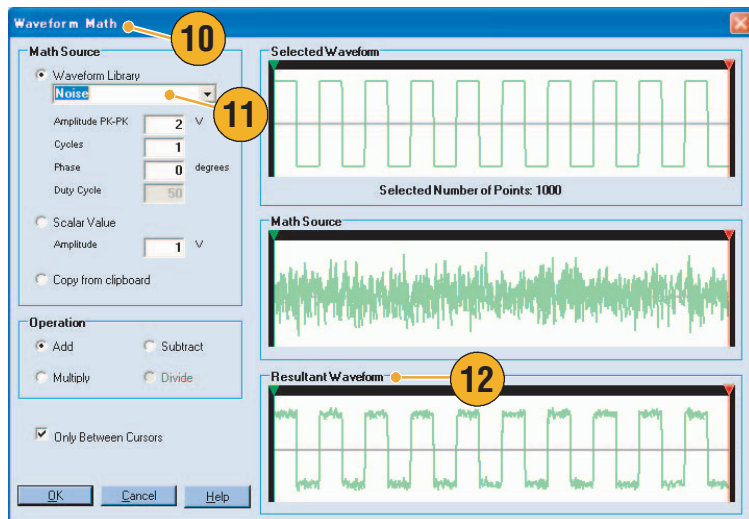 Waveform Math
10
Math Source
Waveform Library
Noise
11
Amplitude PK-PK 2 V
Cycles 1
Phase 0 degrees
Duty Cycle 50
Scalar Value
Amplitude 1 V
Copy from clipboard
Operation
Add Subtract
Multiply Divide
Only Between Cursors
OK Cancel Help
Selected Waveform
Selected Number of Points: 1000
Math Source
Resultant Waveform
12